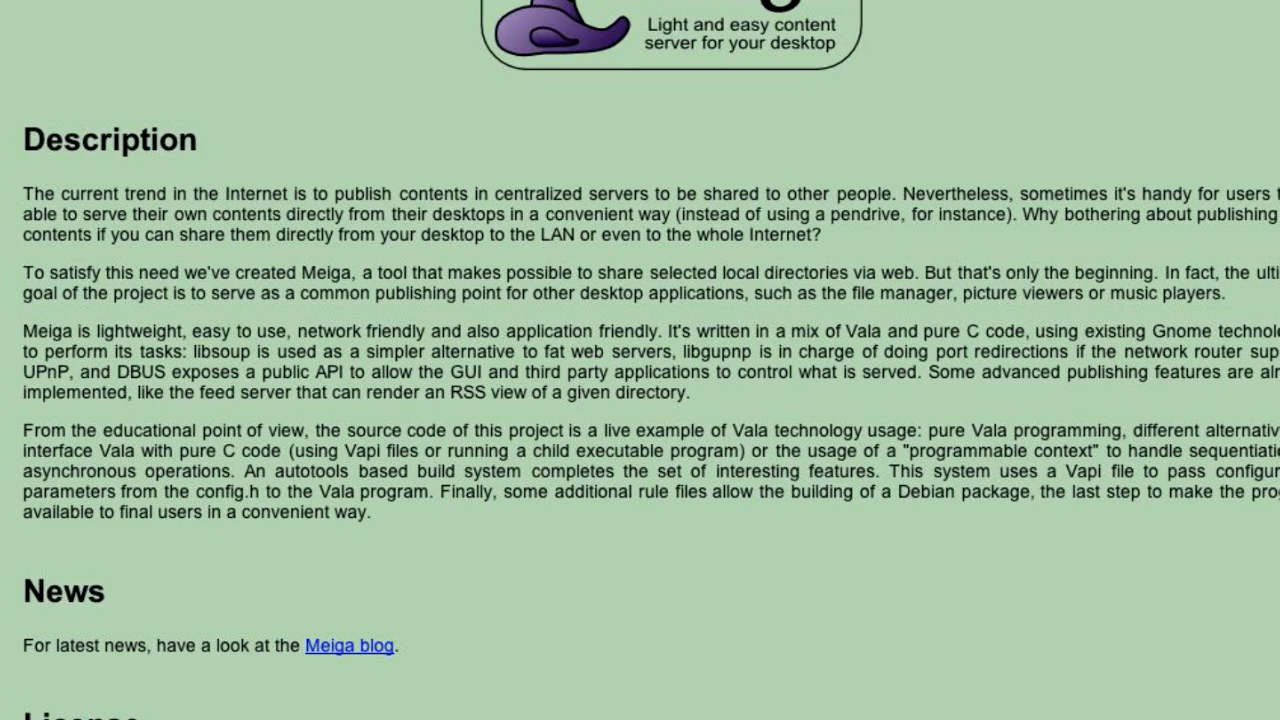 Light and easy content
server for your desktop
Description
The current trend in the Internet is to publish contents in centralized servers to be shared to other people. Nevertheless, sometimes it's handy for users
able to serve their own contents directly from their desktops in a convenient way (instead of using a pendrive, for instance). Why bothering about publishing
contents if you can share them directly from your desktop to the LAN or even to the whole Internet?
To satisfy this need we've created Meiga, a tool that makes possible to share selected local directories via web. But that's only the beginning. In fact, the
goal of the project is to serve as a common publishing point for other desktop applications, such as the file manager, picture viewers or music players.
Meiga is lightweight, easy to use, network friendly and also application friendly. It's written in a mix of Vala and pure C code, using existing Gnome
to perform its tasks: libsoup is used as a simpler alternative to fat web servers, libgupnp is in charge of doing port redirections if the network router
UPnP, and DBUS exposes a public API to allow the GUI and third party applications to control what is served. Some advanced publishing features are
implemented, like the feed server that can render an RSS view of a given directory.
From the educational point of view, the source code of this project is a live example of Vala technology usage: pure Vala programming, different
interface Vala with pure C code (using Vapi files or running a child executable program) or the usage of a "programmable context" to handle
asynchronous operations. An autotools based build system completes the set of interesting features. This system uses a Vapi file to pass
parameters from the config.h to the Vala program. Finally, some additional rule files allow the building of a Debian package, the last step to make the
available to final users in a convenient way.
News
For latest news, have a look at the Meiga blog.